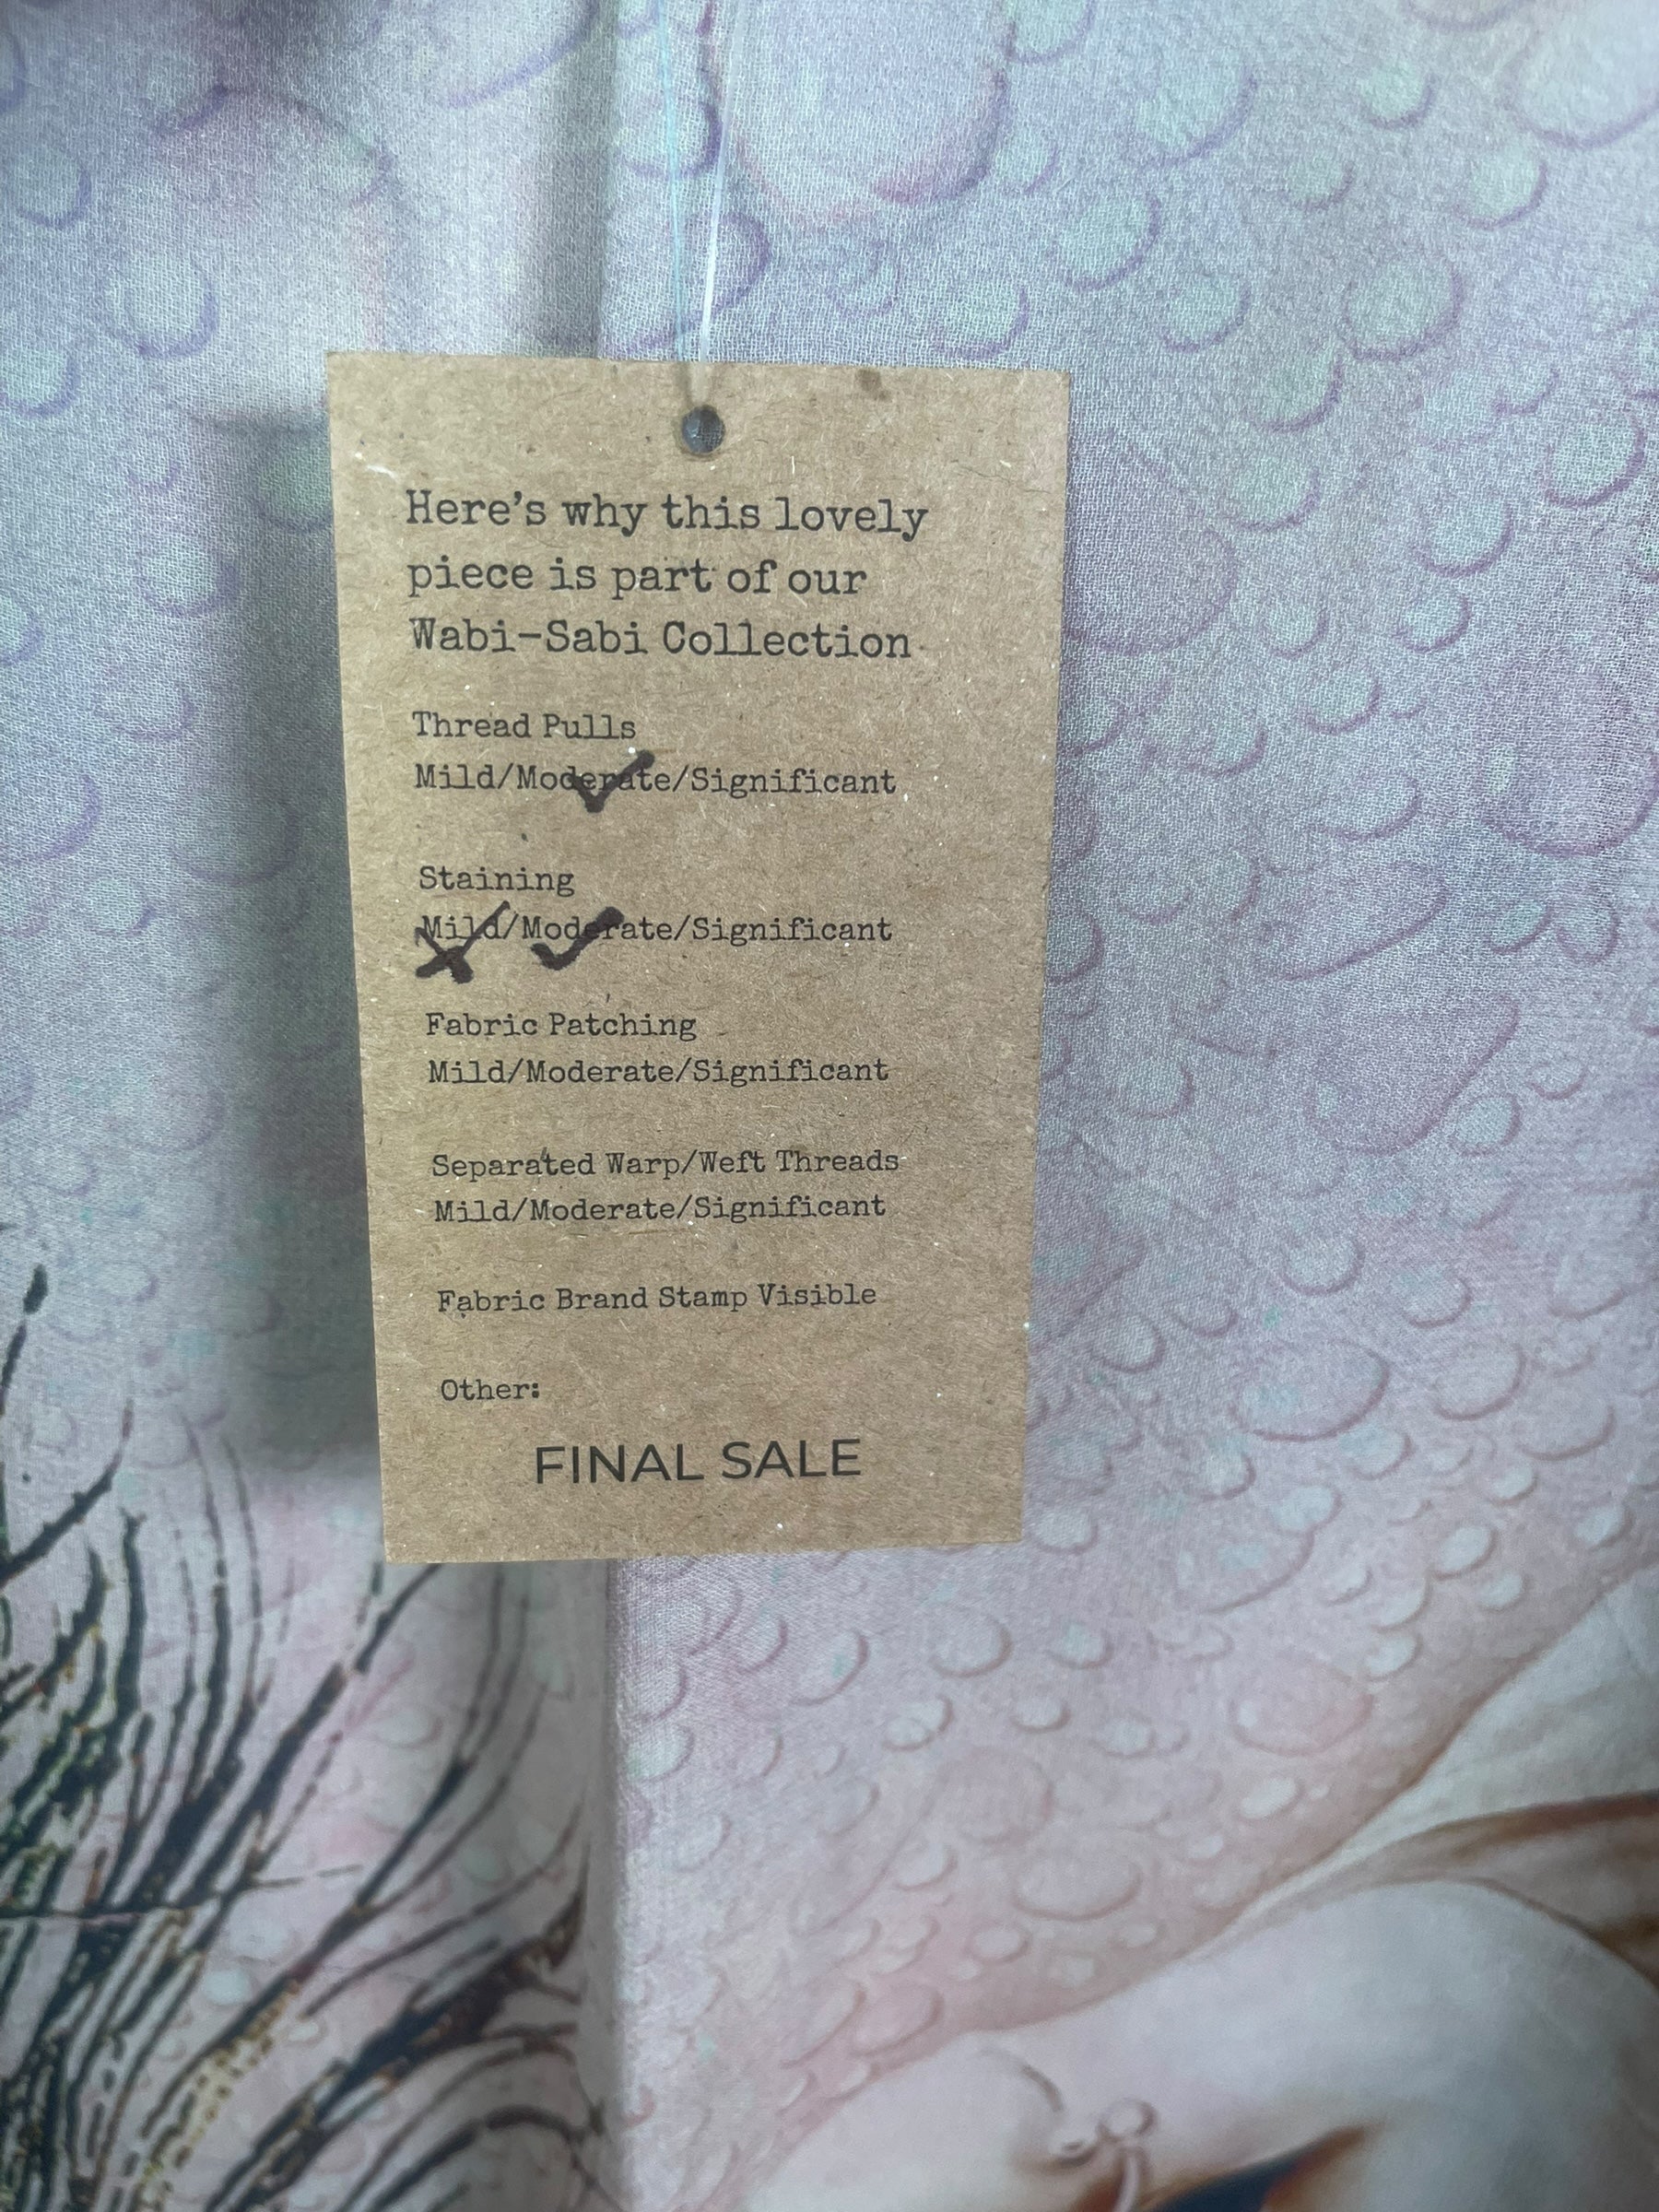 Here's why this lovely
piece is part of our
Wabi-Sabi Collection
Thread Pulls
Mild/Moderate/Significant
Staining
Mild/Moderate/Significant
Fabric Patching
Mild/Moderate/Significant
Separated Warp/Weft Threads
Mild/Moderate/Significant
Fabric Brand Stamp Visible
Other:
FINAL SALE